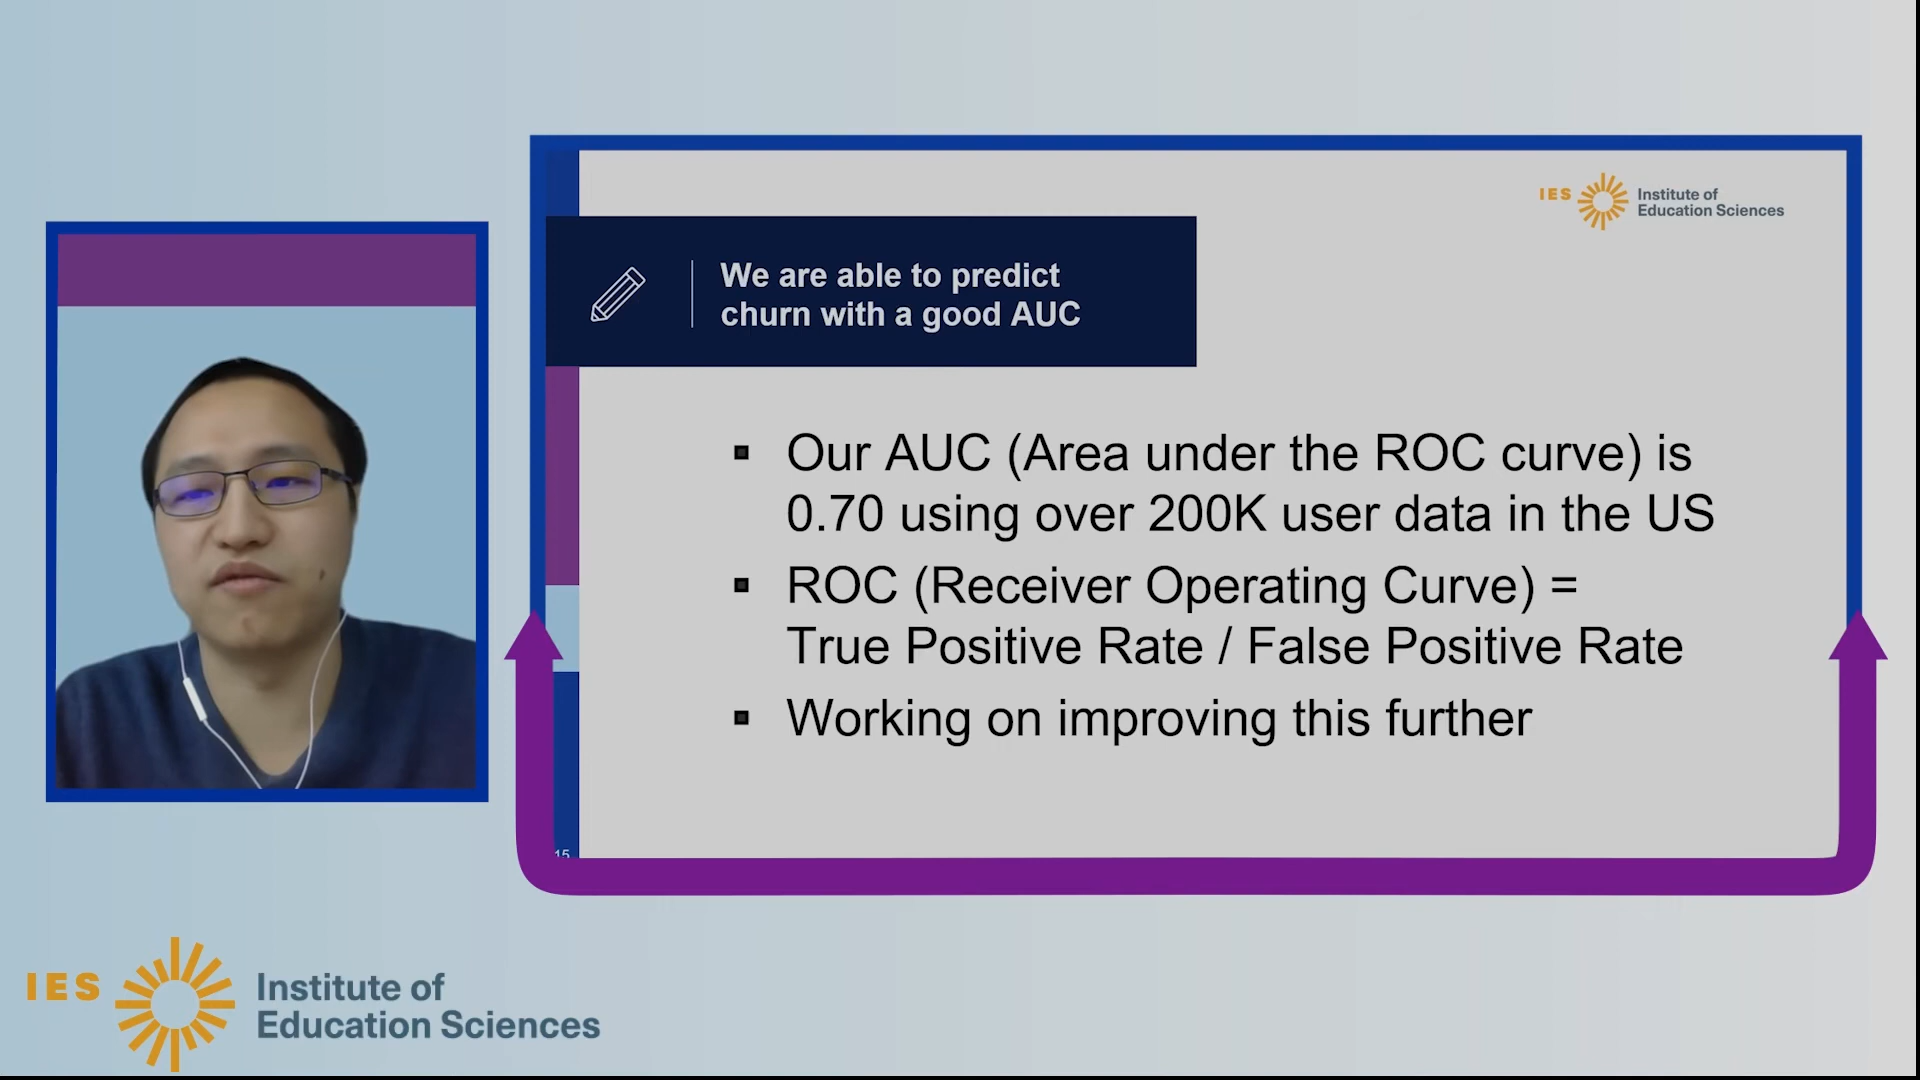 IES Institute of
Education Sciences
We are able to predict
churn with a good AUC
▪ Our AUC (Area under the ROC curve) is
0.70 using over 200K user data in the US
▪ ROC (Receiver Operating Curve) =
True Positive Rate / False Positive Rate
▪ Working on improving this further
15
IES Institute of
Education Sciences